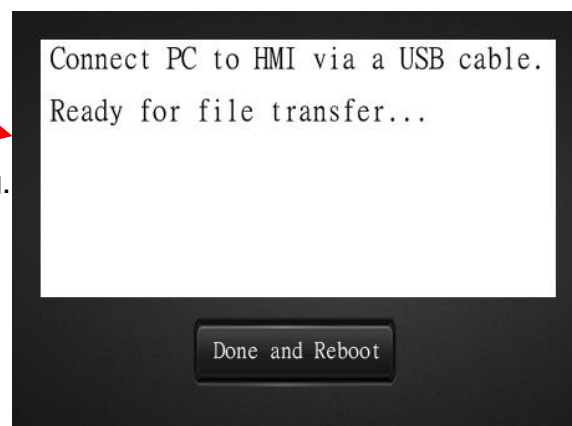 Connect PC to HMI via a USB cable.
Ready for file transfer...
Done and Reboot